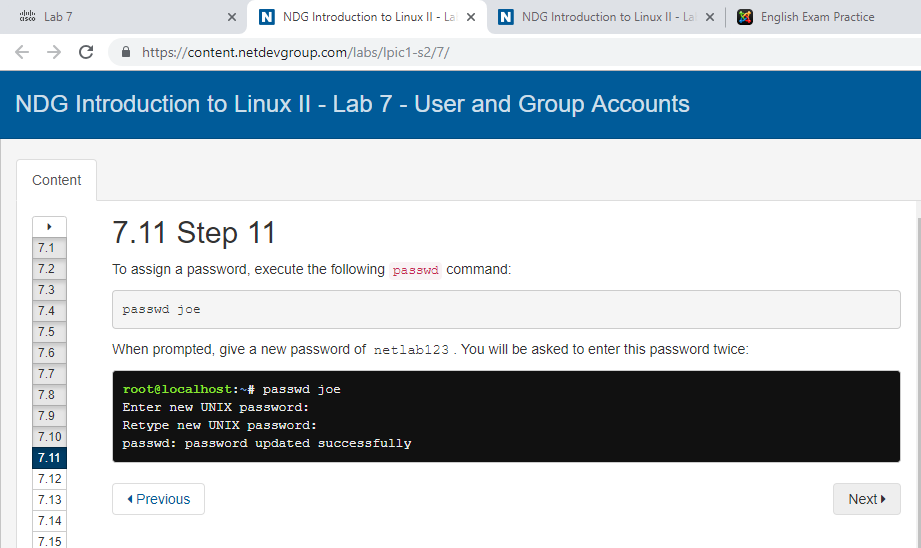 Lab 7
NDG Introduction to Linux II - La
NDG Introduction to Linux II - La
English Exam Practice
https://content.netdevgroup.com/labs/lpic1-s2/7/
NDG Introduction to Linux II - Lab 7 - User and Group Accounts
Content
7.1
7.2
7.3
7.4
7.5
7.6
7.7
7.8
7.9
7.10
7.11
7.12
7.13
7.14
7.15
7.11 Step 11
To assign a password, execute the following passwd command:
passwd joe
When prompted, give a new password of netlab123. You will be asked to enter this password twice:
root@localhost:~# passwd joe
Enter new UNIX password:
Retype new UNIX password:
passwd: password updated successfully
Previous
Next